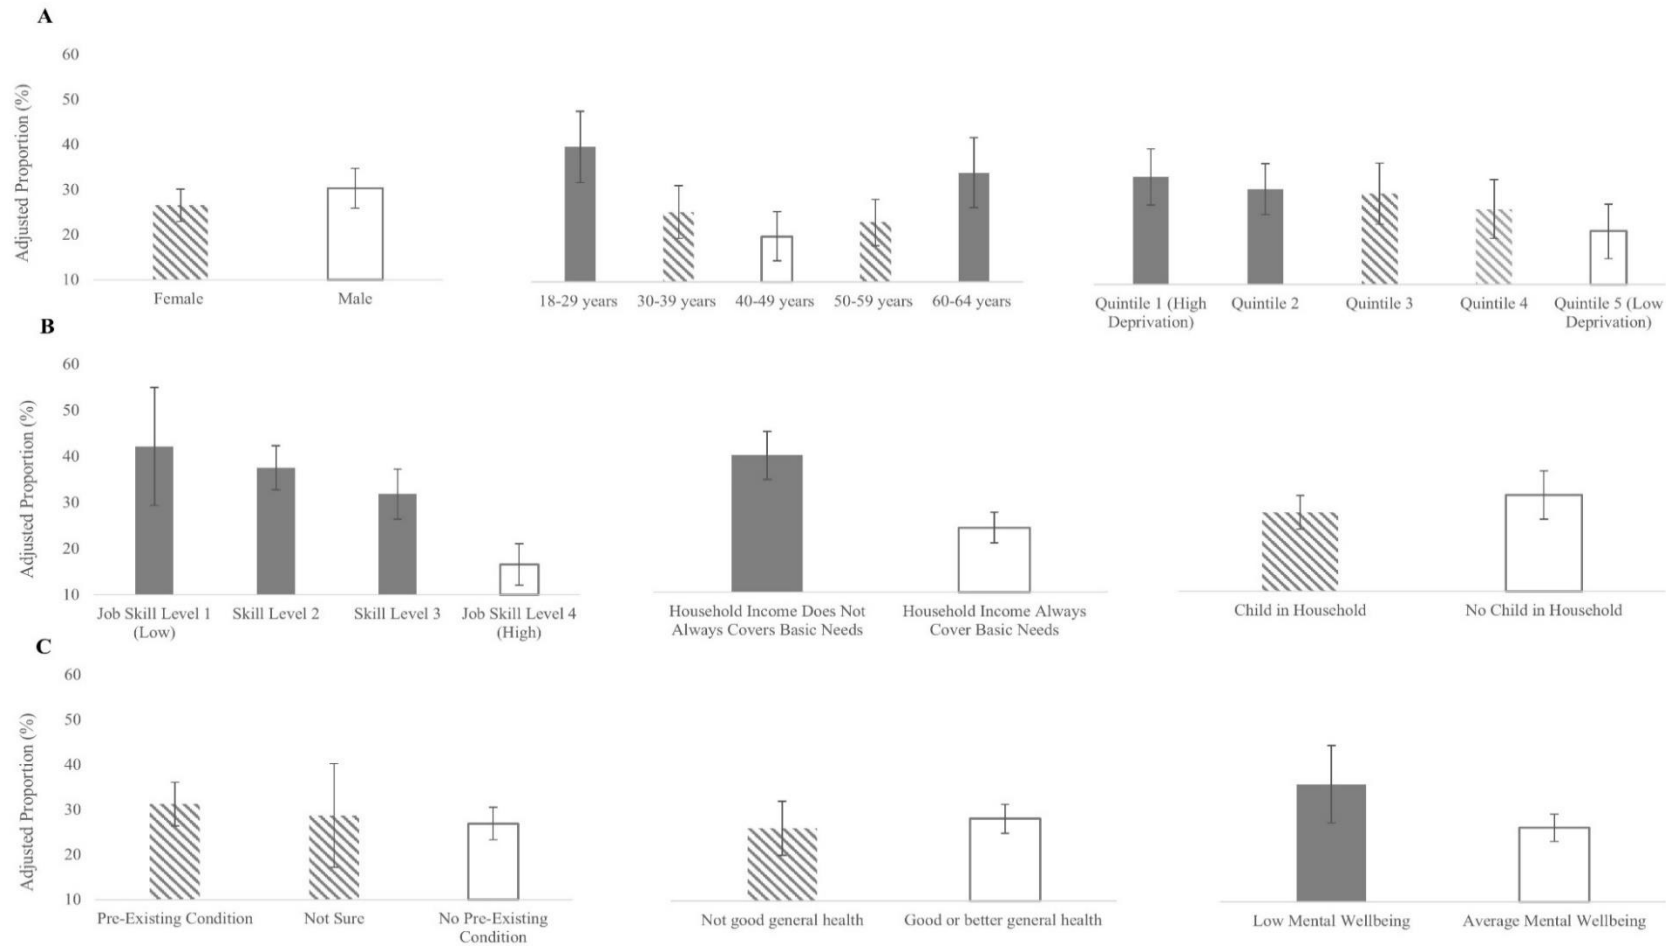 A
60
50
40
30
20
10
Adjusted Proportion (%)
Female
Male
18-29 years
30-39 years
40-49 years
50-59 years
60-64 years
Quintile 1 (High
Deprivation)
Quintile 2
Quintile 3
Quintile 4
Quintile 5 (Low
Deprivation)
B
60
50
40
30
20
10
Adjusted Proportion (%)
Job Skill Level 1
(Low)
Skill Level 2
Skill Level 3
Job Skill Level 4
(High)
Household Income Does Not
Always Covers Basic Needs
Household Income Always
Cover Basic Needs
Child in Household
No Child in Household
C
60
50
40
30
20
10
Adjusted Proportion (%)
Pre-Existing Condition
Not Sure
No Pre-Existing
Condition
Not good general health
Good or better general health
Low Mental Wellbeing
Average Mental Wellbeing